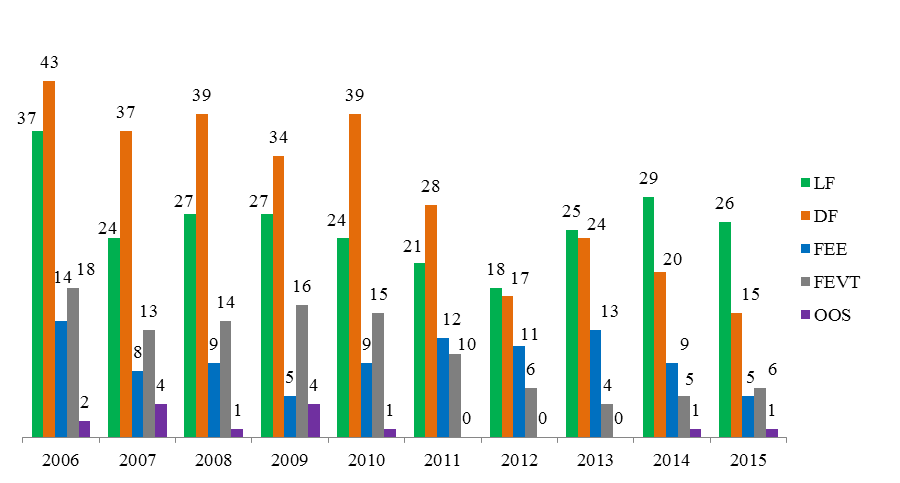 37 43 14 18 2
24 37 8 13 4
27 39 9 14 1
27 34 5 16 4
24 39 9 15 1
21 28 12 10 0
18 17 11 6 0
25 24 13 4 0
29 20 9 5 1
26 15 5 6 1
2006 2007 2008 2009 2010 2011 2012 2013 2014 2015
LF
DF
FEE
FEVT
OOS